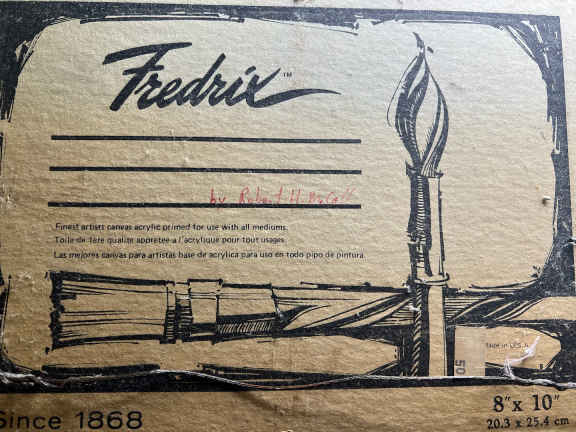 Fredrix™
by Robert H McCall
Finest artists canvas acrylic primed for use with all mediums.
Toile de 1ère qualité apprêtée a l'acrylique pour tout usages.
Las mejores canvas para artistas base de acrylica para uso en todo pipo de pintura.
Made in U.S.A.
50
Since 1868
8"x 10"
20.3 x 25.4 cm